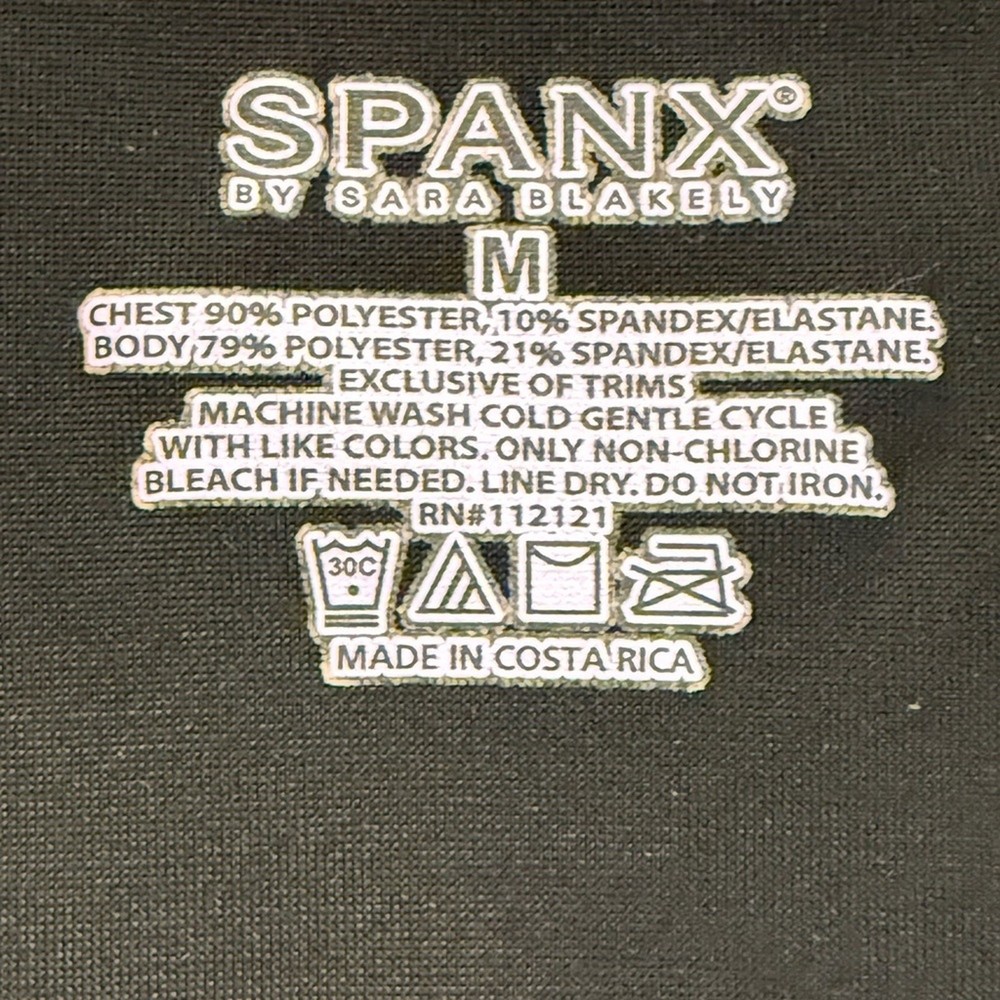 SPANX®
BY SARA BLAKELY
M
CHEST 90% POLYESTER, 10% SPANDEX/ELASTANE.
BODY 79% POLYESTER, 21% SPANDEX/ELASTANE.
EXCLUSIVE OF TRIMS
MACHINE WASH COLD GENTLE CYCLE
WITH LIKE COLORS. ONLY NON-CHLORINE
BLEACH IF NEEDED. LINE DRY. DO NOT IRON.
RN#112121
30C
MADE IN COSTA RICA